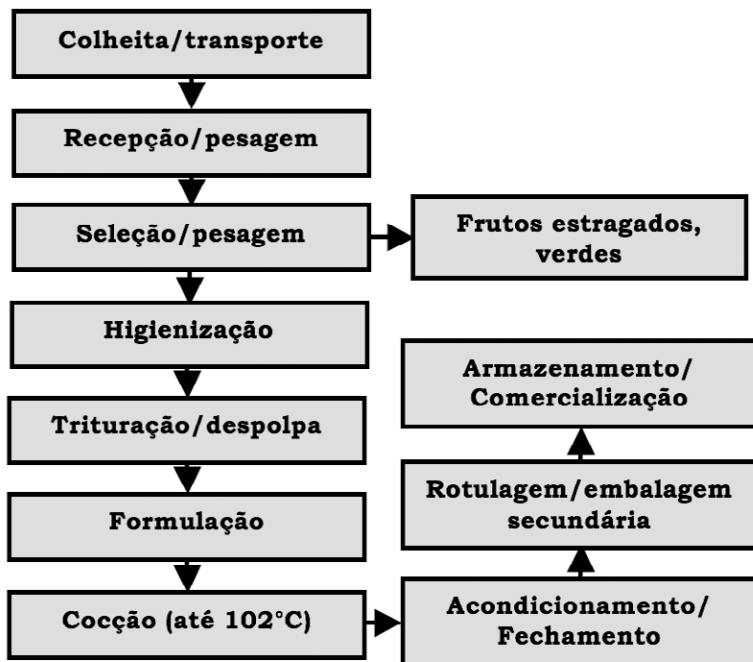 Colheita/transporte
Recepção/pesagem
Seleção/pesagem
Frutos estragados,
verdes
Higienização
Trituração/despolpa
Formulação
Cocção (até 102°C)
Acondicionamento/
Fechamento
Rotulagem/embalagem
secundária
Armazenamento/
Comercialização